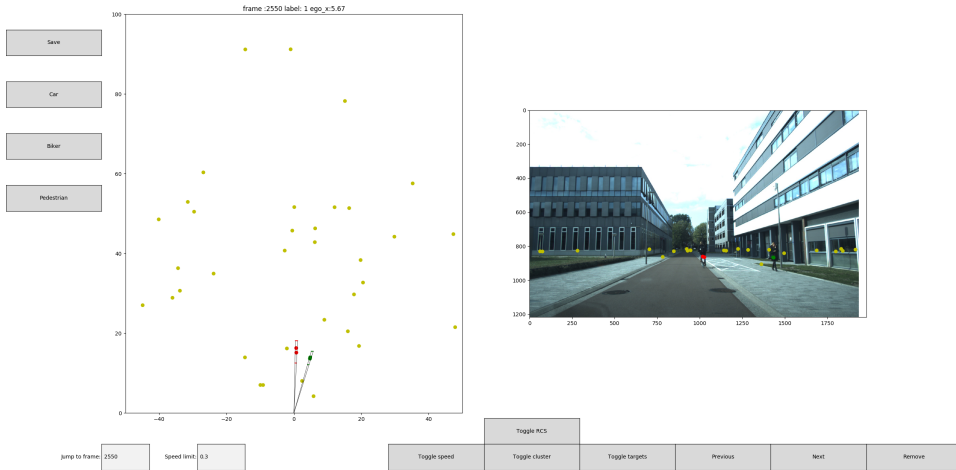 frame :2550 label: 1 ego_x:5.67
Save
Car
Biker
Pedestrian
100
80
60
40
20
0
−40
−20
0
20
40
0
200
400
600
800
1000
1200
0
250
500
750
1000
1250
1500
1750
Toggle RCS
Jump to frame: 2550
Speed limit: 0.3
Toggle speed
Toggle cluster
Toggle targets
Previous
Next
Remove